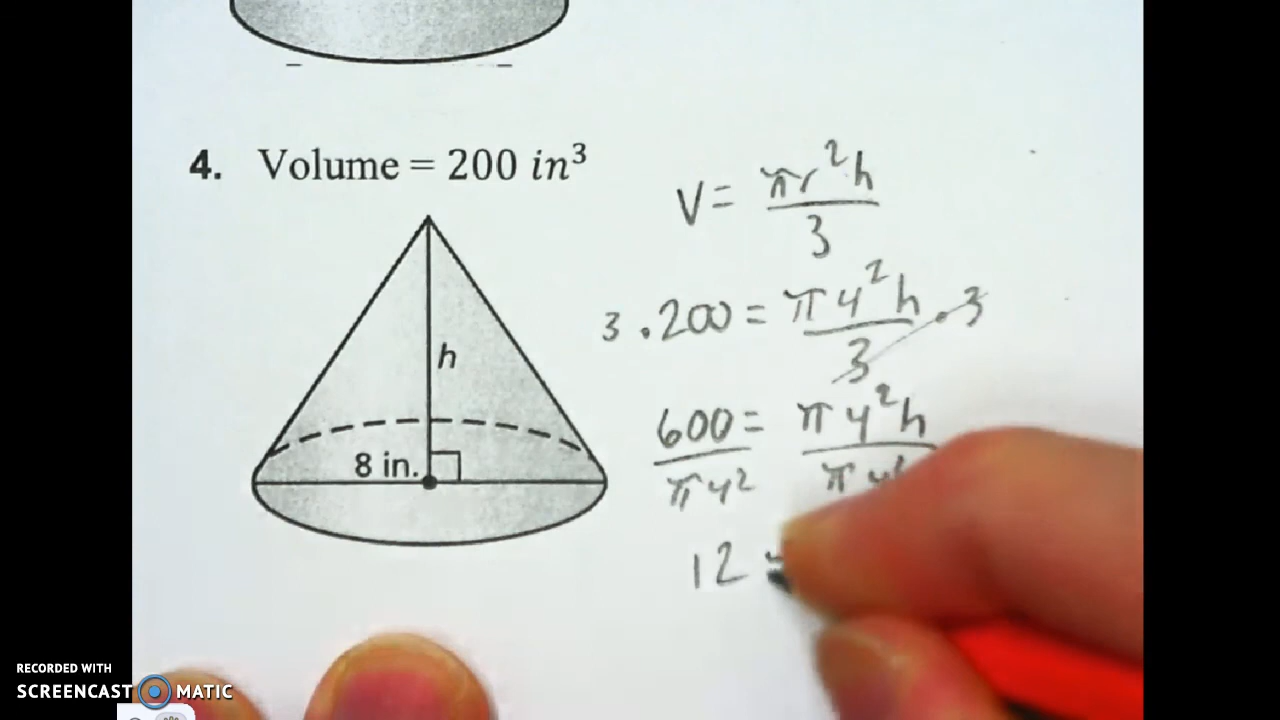 4. Volume = 200 in³
V = πr²h/3
h
3 · 200 = π4²h/3 · 3
8 in.
600/π4² = π4²h/π4²
12 =
RECORDED WITH
SCREENCAST MATIC